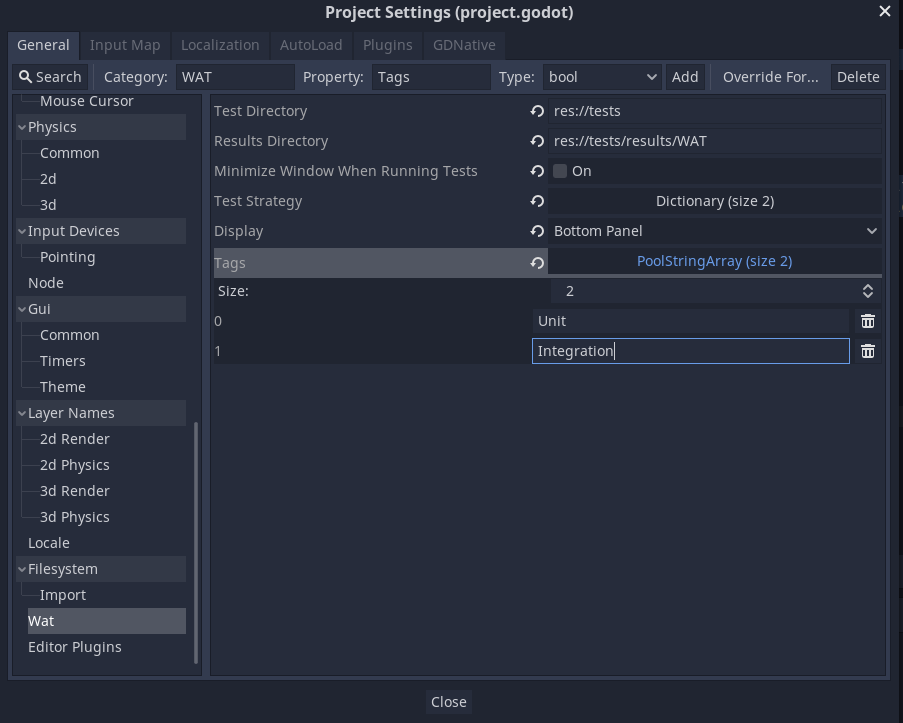 Project Settings (project.godot)
General Input Map Localization AutoLoad Plugins GDNative
Search Category: WAT Property: Tags Type: bool Add Override For... Delete
Mouse Cursor
Physics
Common
2d
3d
Input Devices
Pointing
Node
Gui
Common
Timers
Theme
Layer Names
2d Render
2d Physics
3d Render
3d Physics
Locale
Filesystem
Import
Wat
Editor Plugins
Test Directory res://tests
Results Directory res://tests/results/WAT
Minimize Window When Running Tests On
Test Strategy Dictionary (size 2)
Display Bottom Panel
Tags PoolStringArray (size 2)
Size: 2
0 Unit
1 Integration
Close